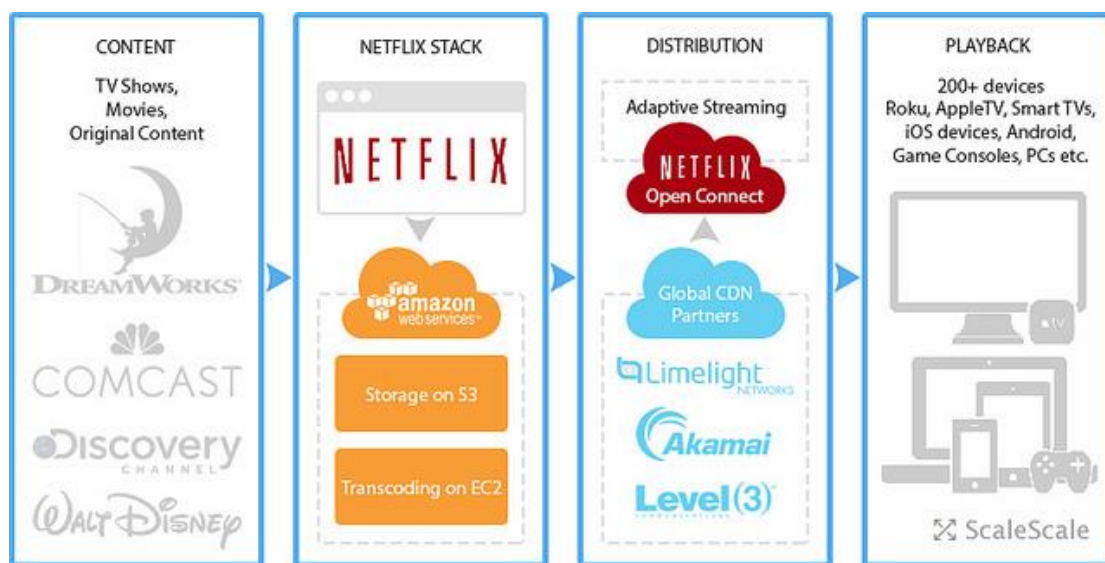 CONTENT
TV Shows,
Movies,
Original Content
DREAMWORKS
COMCAST
Discovery
CHANNEL
WALT DISNEY
NETFLIX STACK
NETFLIX
amazon
webservices™
Storage on S3
Transcoding on EC2
DISTRIBUTION
Adaptive Streaming
NETFLIX
Open Connect
Global CDN
Partners
Limelight
NETWORKS
Akamai
Level(3)
PLAYBACK
200+ devices
Roku, AppleTV, Smart TVs,
iOS devices, Android,
Game Consoles, PCs etc.
tv
ScaleScale